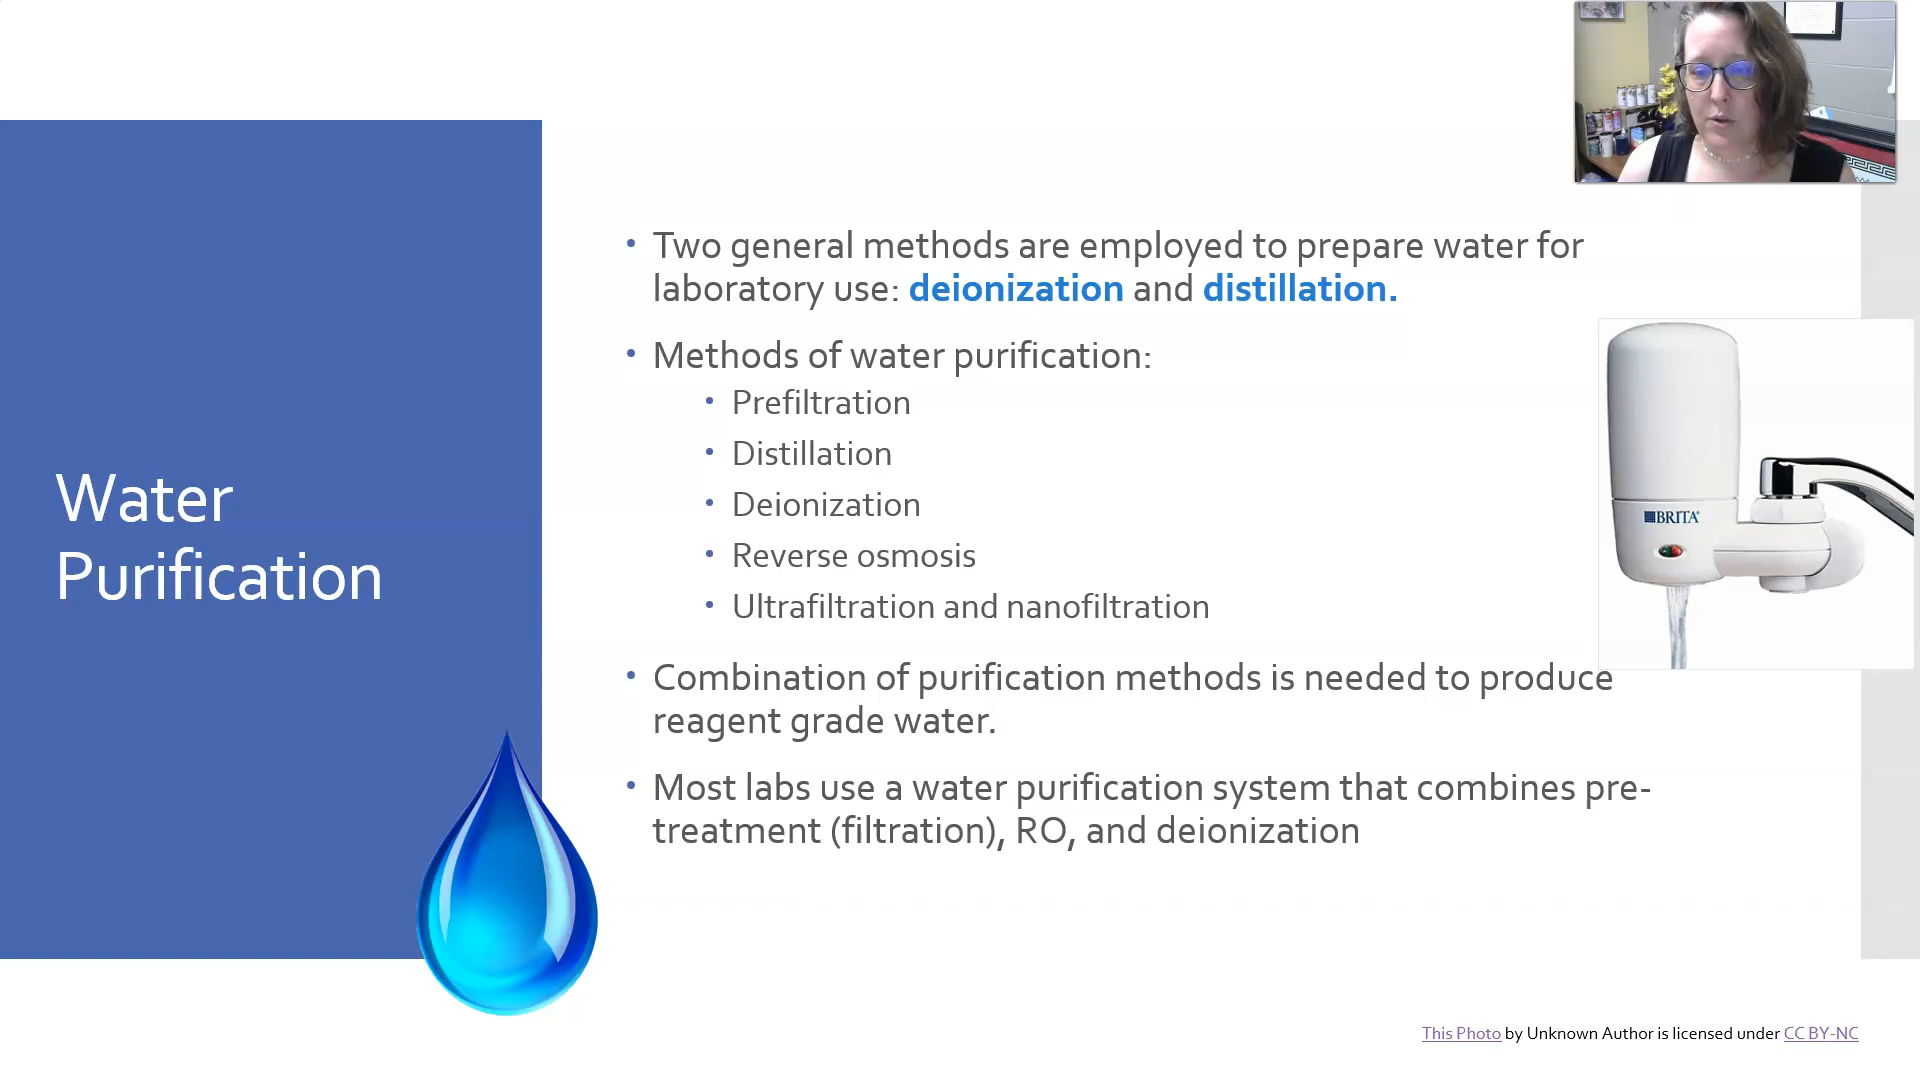 Water
Purification
• Two general methods are employed to prepare water for
laboratory use: deionization and distillation.
• Methods of water purification:
• Prefiltration
• Distillation
• Deionization
• Reverse osmosis
• Ultrafiltration and nanofiltration
• Combination of purification methods is needed to produce
reagent grade water.
• Most labs use a water purification system that combines pre-
treatment (filtration), RO, and deionization
BRITA®
This Photo by Unknown Author is licensed under CC BY-NC